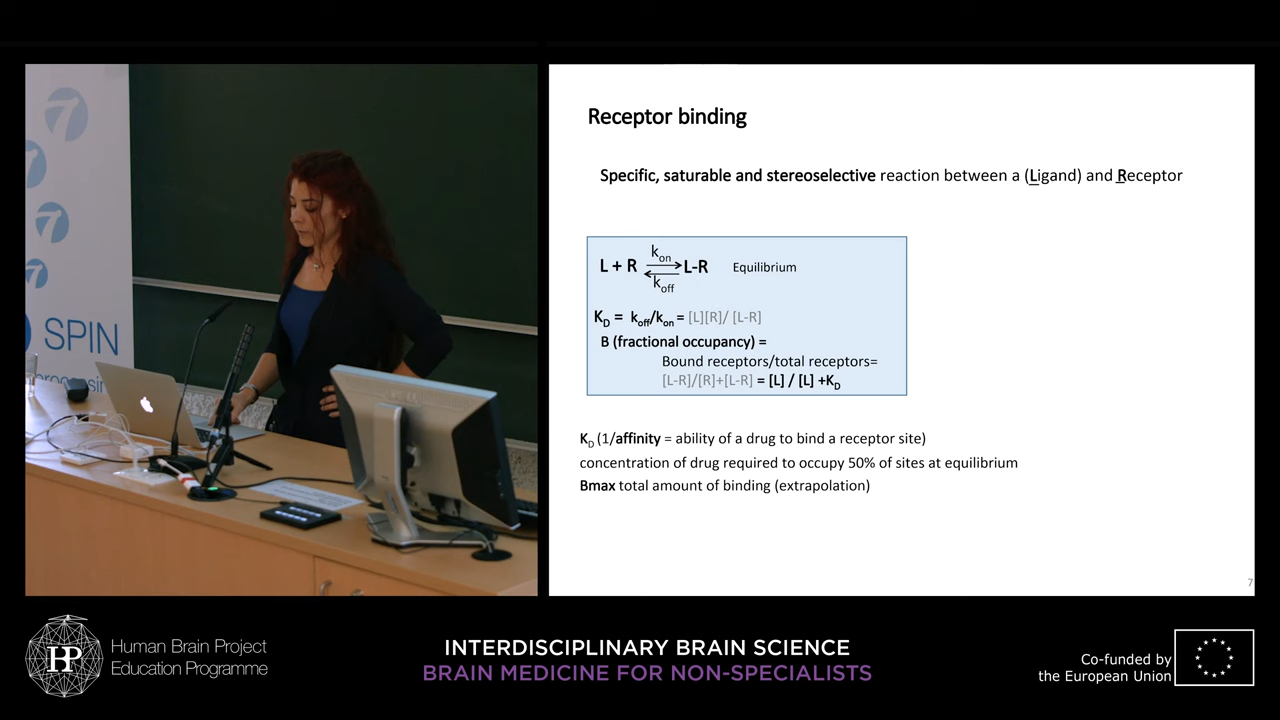 SPIN
Receptor binding
Specific, saturable and stereoselective reaction between a (Ligand) and Receptor
kon
L + R L-R Equilibrium
koff
KD = koff/kon = [L][R]/ [L-R]
B (fractional occupancy) =
Bound receptors/total receptors=
[L-R]/[R]+[L-R] = [L] / [L] +KD
KD (1/affinity = ability of a drug to bind a receptor site)
concentration of drug required to occupy 50% of sites at equilibrium
Bmax total amount of binding (extrapolation)
7
HP
Human Brain Project
Education Programme
INTERDISCIPLINARY BRAIN SCIENCE
BRAIN MEDICINE FOR NON-SPECIALISTS
Co-funded by
the European Union